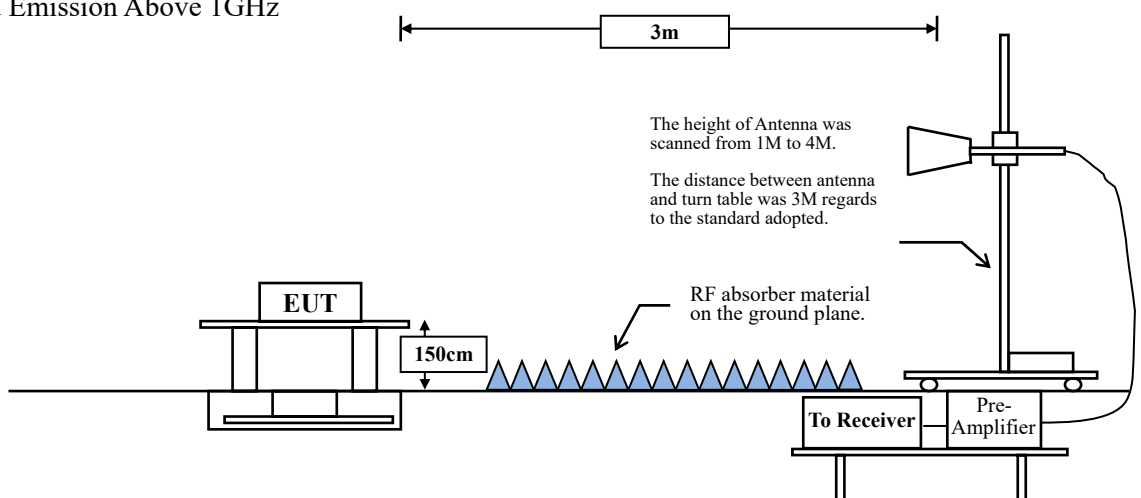 Emission Above 1GHz
3m
The height of Antenna was
scanned from 1M to 4M.
The distance between antenna
and turn table was 3M regards
to the standard adopted.
EUT
RF absorber material
on the ground plane.
150cm
To Receiver
Pre-
Amplifier